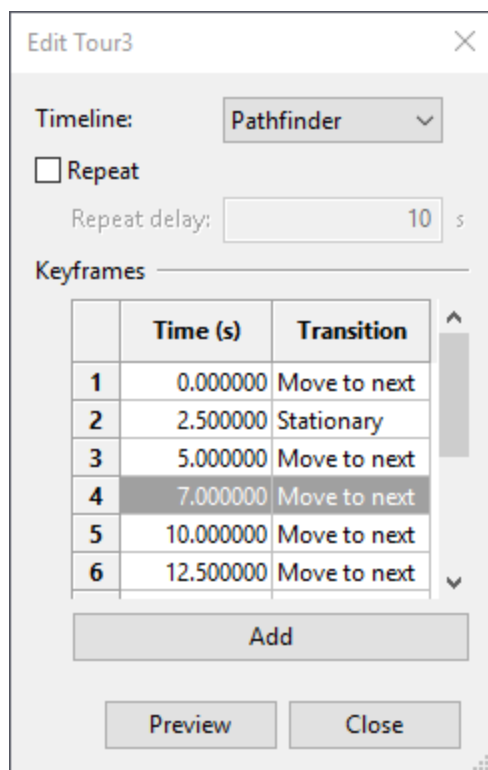 Edit Tour3
Timeline: Pathfinder
Repeat
Repeat delay: 10 s
Keyframes
Time (s) Transition
1 0.000000 Move to next
2 2.500000 Stationary
3 5.000000 Move to next
4 7.000000 Move to next
5 10.000000 Move to next
6 12.500000 Move to next
Add
Preview Close